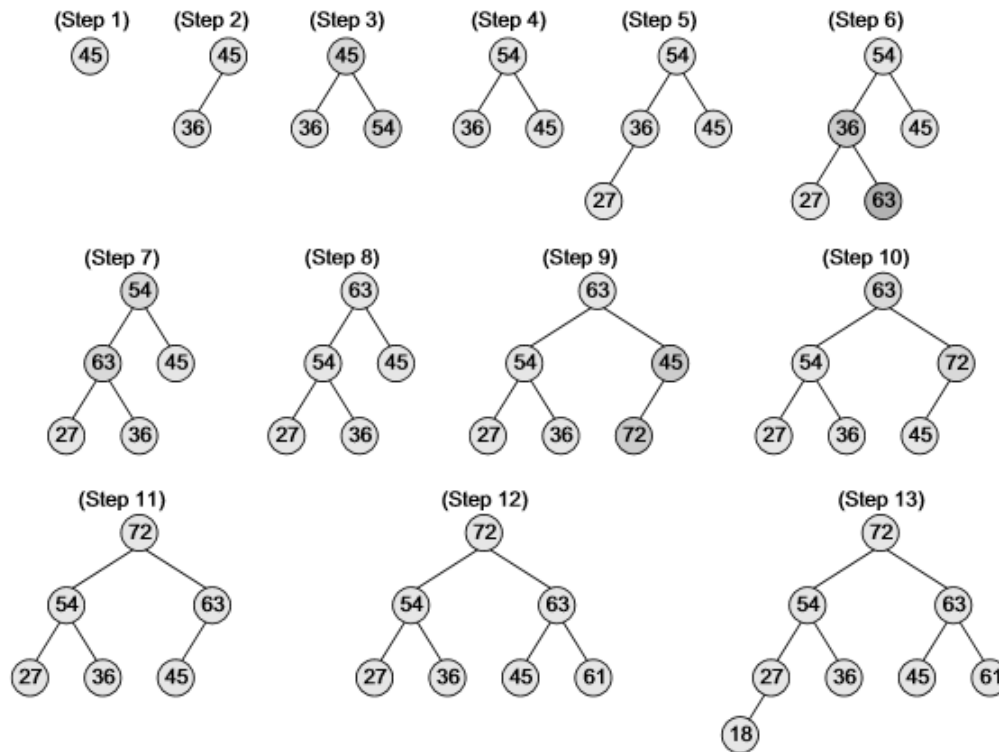 (Step 1) (Step 2) (Step 3) (Step 4) (Step 5) (Step 6)
45 45 45 54 54 54
36 36 54 36 45 36 45 36 45
27 27 63
(Step 7) (Step 8) (Step 9) (Step 10)
54 63 63 63
63 45 54 45 54 45 54 72
27 36 27 36 27 36 72 27 36 45
(Step 11) (Step 12) (Step 13)
72 72 72
54 63 54 63 54 63
27 36 45 27 36 45 61 27 36 45 61
18